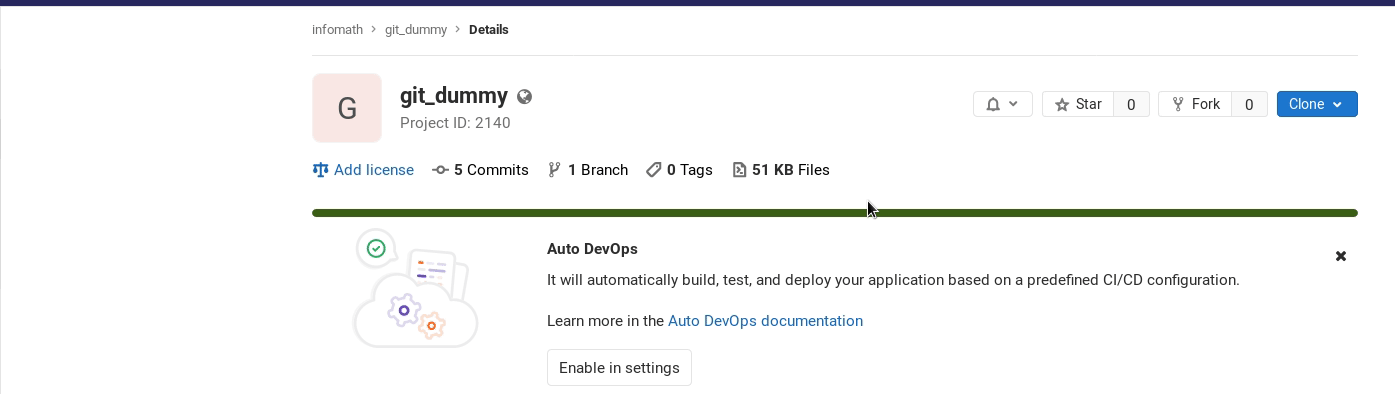 infomath > git_dummy > Details
G
git_dummy
Project ID: 2140
Star 0 Fork 0 Clone
Add license 5 Commits 1 Branch 0 Tags 51 KB Files
Auto DevOps
It will automatically build, test, and deploy your application based on a predefined CI/CD configuration.
Learn more in the Auto DevOps documentation
Enable in settings